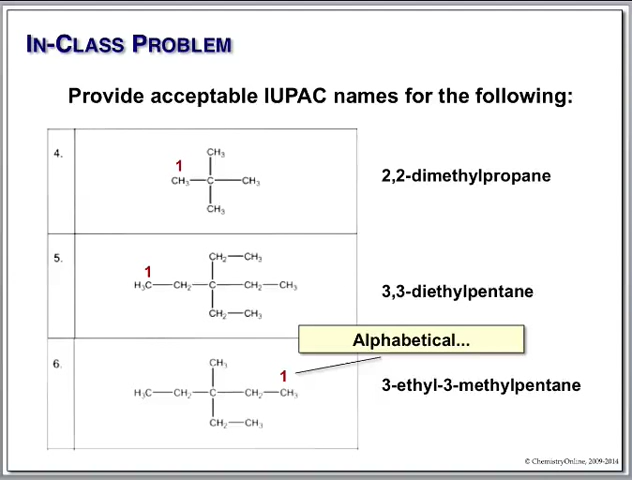 IN-CLASS PROBLEM
Provide acceptable IUPAC names for the following:
4.
CH₃
1
CH₃—C—CH₃
CH₃
2,2-dimethylpropane
5.
CH₂—CH₃
1
H₃C—CH₂—C—CH₂—CH₃
CH₂—CH₃
3,3-diethylpentane
Alphabetical...
6.
CH₃
1
H₃C—CH₂—C—CH₂—CH₃
CH₂—CH₃
3-ethyl-3-methylpentane
© ChemistryOnline, 2009-2014